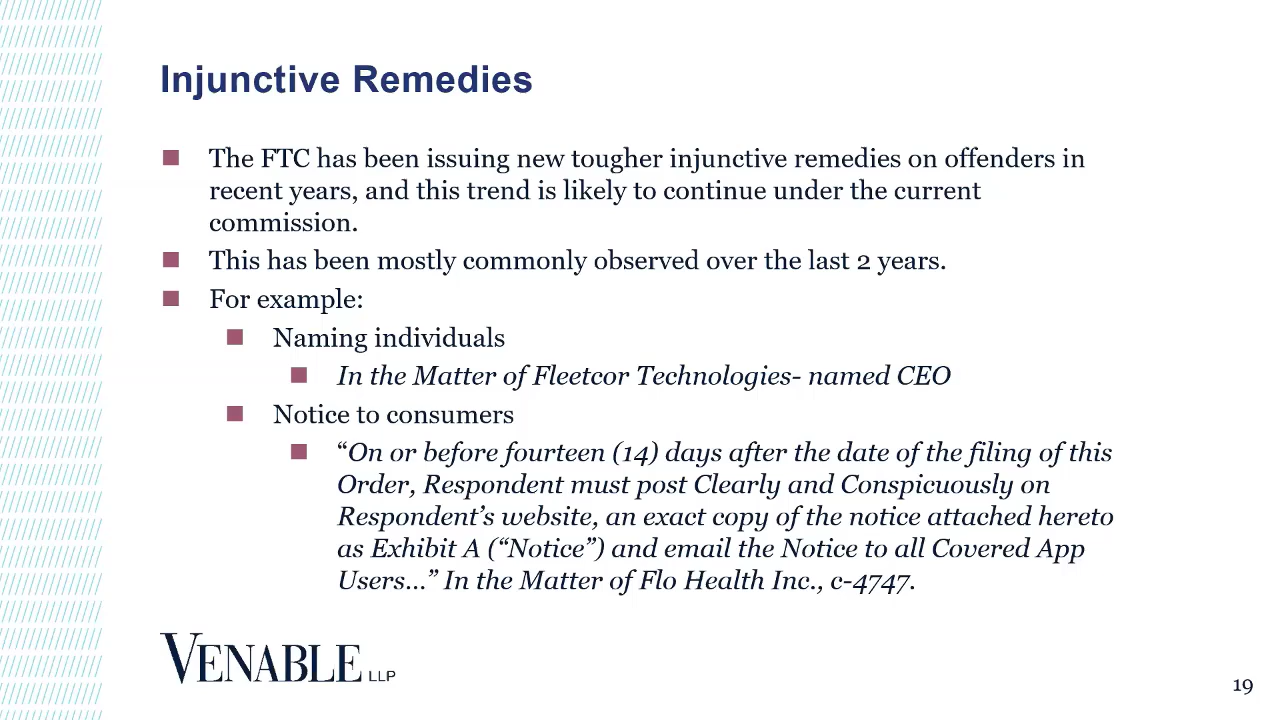 Injunctive Remedies
The FTC has been issuing new tougher injunctive remedies on offenders in
recent years, and this trend is likely to continue under the current
commission.
This has been mostly commonly observed over the last 2 years.
For example:
Naming individuals
In the Matter of Fleetcor Technologies- named CEO
Notice to consumers
“On or before fourteen (14) days after the date of the filing of this
Order, Respondent must post Clearly and Conspicuously on
Respondent’s website, an exact copy of the notice attached hereto
as Exhibit A (“Notice”) and email the Notice to all Covered App
Users…” In the Matter of Flo Health Inc., c-4747.
VENABLE LLP
19